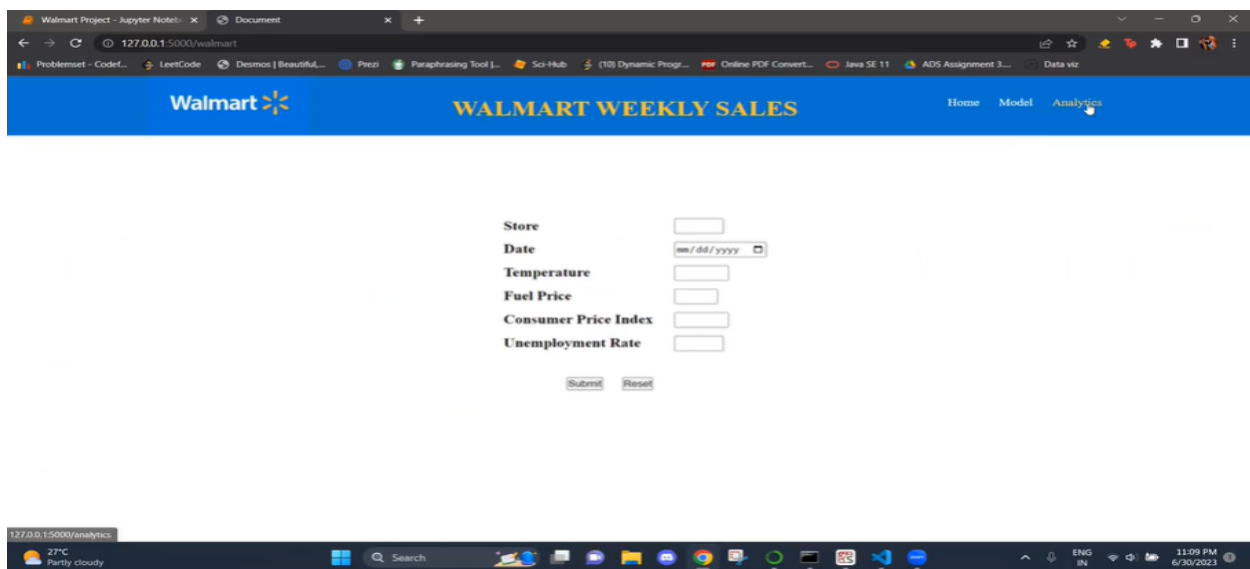 Walmart Project - Jupyter Noteb
Document
127.0.0.1:5000/walmart
Problemset - Codef...
LeetCode
Desmos | Beautiful,...
Prezi
Paraphrasing Tool |...
Sci-Hub
(10) Dynamic Progr...
PDF
Online PDF Convert...
Java SE 11
ADS Assignment 3....
Data viz
Walmart
WALMART WEEKLY SALES
Home
Model
Analytics
Store
Date
mm/dd/yyyy
Temperature
Fuel Price
Consumer Price Index
Unemployment Rate
Submit
Reset
127.0.0.1:5000/analytics
27°C
Partly cloudy
Search
ENG
IN
11:09 PM
6/30/2023